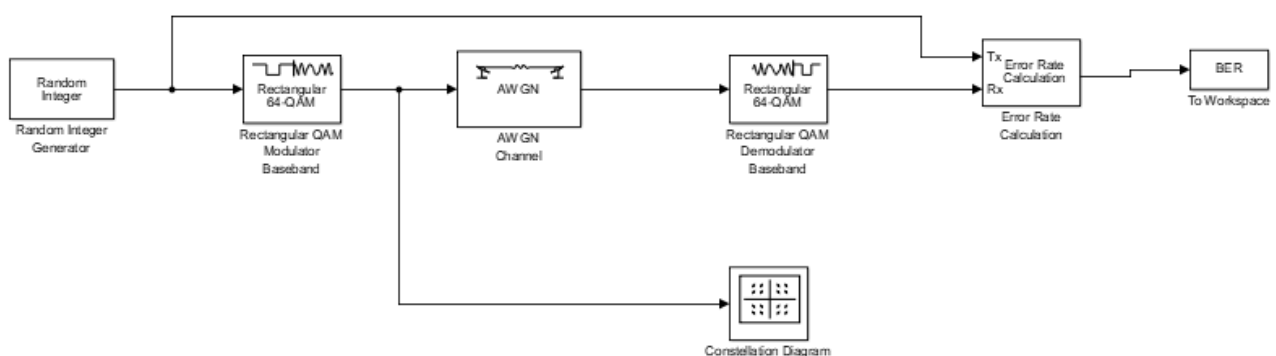 Random
Integer
Random Integer
Generator
Rectangular
64-QAM
Rectangular QAM
Modulator
Baseband
AWGN
AWGN
Channel
Rectangular
64-QAM
Rectangular QAM
Demodulator
Baseband
Tx
Rx
Error Rate
Calculation
Error Rate
Calculation
BER
To Workspace
Constellation Diagram